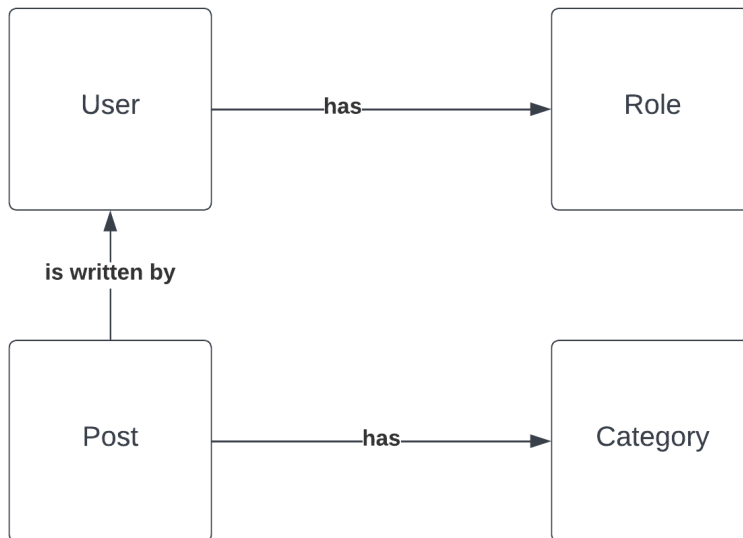 User
has
Role
is written by
Post
has
Category